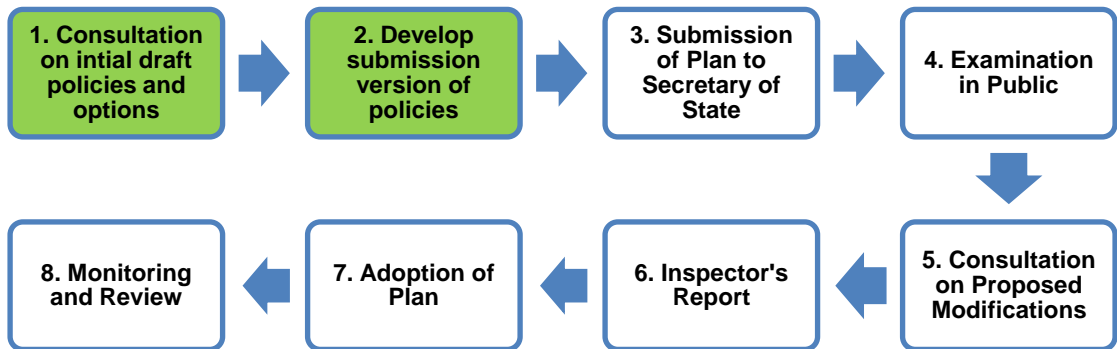 1. Consultation
on intial draft
policies and
options
2. Develop
submission
version of
policies
3. Submission
of Plan to
Secretary of
State
4. Examination
in Public
5. Consultation
on Proposed
Modifications
6. Inspector's
Report
7. Adoption of
Plan
8. Monitoring
and Review